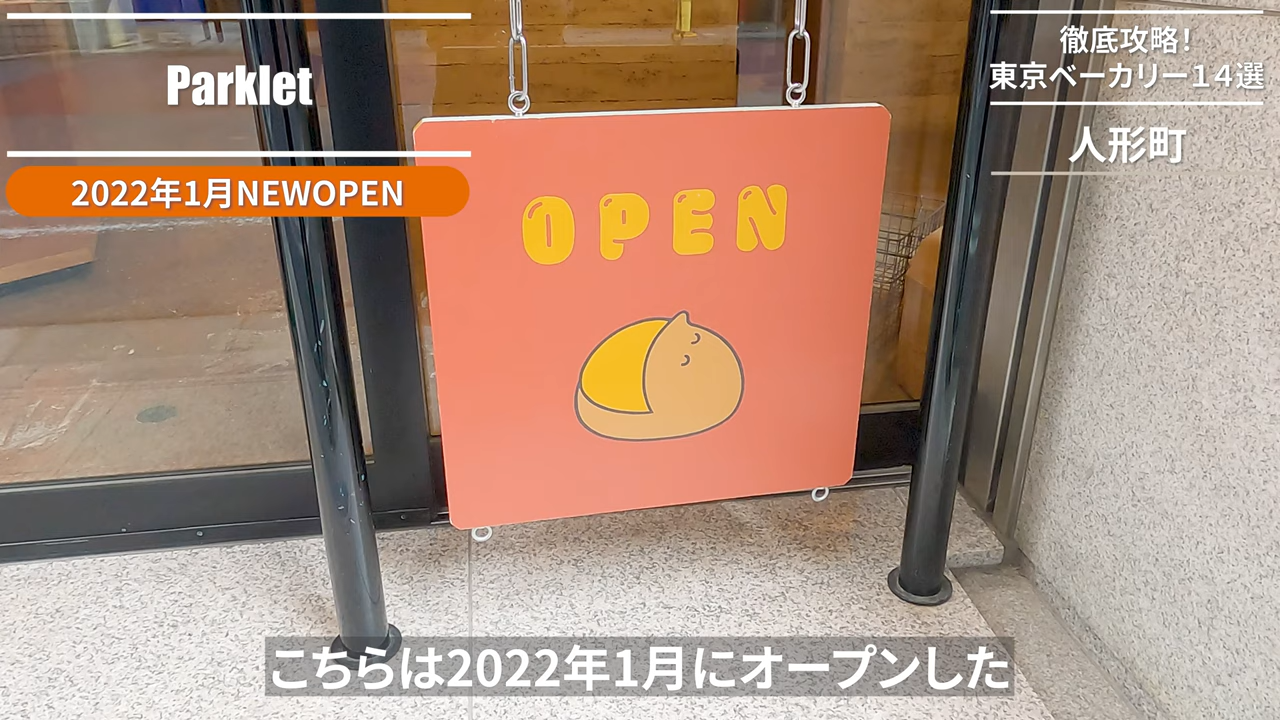 Parklet
2022年1月NEWOPEN
徹底攻略!
東京ベーカリー14選
人形町
OPEN
こちらは2022年1月にオープンした